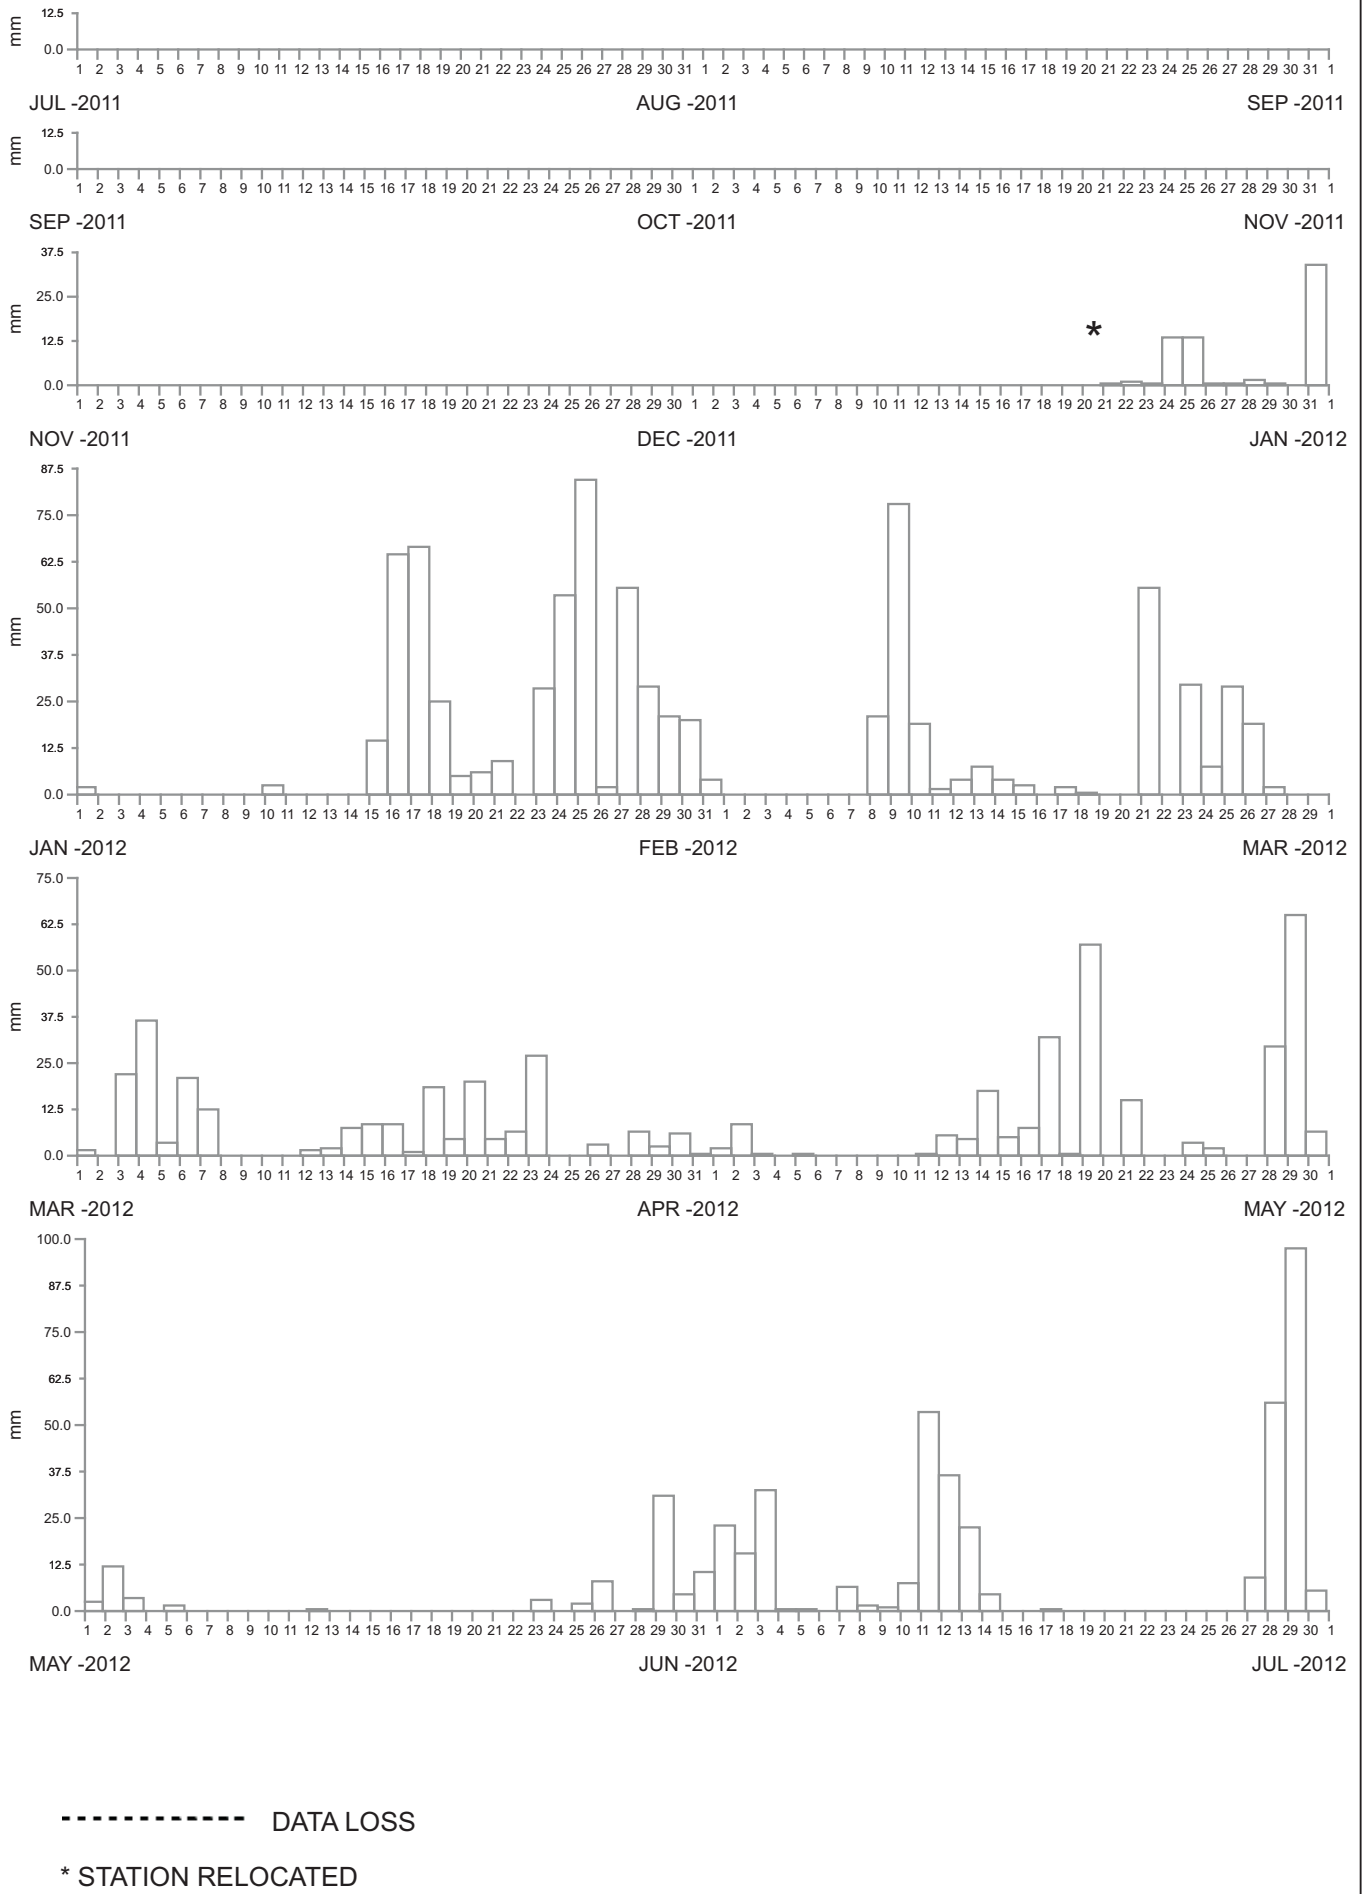 12.5
mm
0.0
1 2 3 4 5 6 7 8 9 10 11 12 13 14 15 16 17 18 19 20 21 22 23 24 25 26 27 28 29 30 31 1 2 3 4 5 6 7 8 9 10 11 12 13 14 15 16 17 18 19 20 21 22 23 24 25 26 27 28 29 30 31 1
JUL -2011 AUG -2011 SEP -2011
12.5
mm
0.0
1 2 3 4 5 6 7 8 9 10 11 12 13 14 15 16 17 18 19 20 21 22 23 24 25 26 27 28 29 30 1 2 3 4 5 6 7 8 9 10 11 12 13 14 15 16 17 18 19 20 21 22 23 24 25 26 27 28 29 30 31 1
SEP -2011 OCT -2011 NOV -2011
37.5
25.0
mm
*
12.5
0.0
1 2 3 4 5 6 7 8 9 10 11 12 13 14 15 16 17 18 19 20 21 22 23 24 25 26 27 28 29 30 1 2 3 4 5 6 7 8 9 10 11 12 13 14 15 16 17 18 19 20 21 22 23 24 25 26 27 28 29 30 31 1
NOV -2011 DEC -2011 JAN -2012
87.5
75.0
62.5
50.0
mm
37.5
25.0
12.5
0.0
1 2 3 4 5 6 7 8 9 10 11 12 13 14 15 16 17 18 19 20 21 22 23 24 25 26 27 28 29 30 31 1 2 3 4 5 6 7 8 9 10 11 12 13 14 15 16 17 18 19 20 21 22 23 24 25 26 27 28 29 1
JAN -2012 FEB -2012 MAR -2012
75.0
62.5
50.0
mm
37.5
25.0
12.5
0.0
1 2 3 4 5 6 7 8 9 10 11 12 13 14 15 16 17 18 19 20 21 22 23 24 25 26 27 28 29 30 31 1 2 3 4 5 6 7 8 9 10 11 12 13 14 15 16 17 18 19 20 21 22 23 24 25 26 27 28 29 30 1
MAR -2012 APR -2012 MAY -2012
100.0
87.5
75.0
62.5
50.0
mm
37.5
25.0
12.5
0.0
1 2 3 4 5 6 7 8 9 10 11 12 13 14 15 16 17 18 19 20 21 22 23 24 25 26 27 28 29 30 31 1 2 3 4 5 6 7 8 9 10 11 12 13 14 15 16 17 18 19 20 21 22 23 24 25 26 27 28 29 30 1
MAY -2012 JUN -2012 JUL -2012
DATA LOSS
* STATION RELOCATED